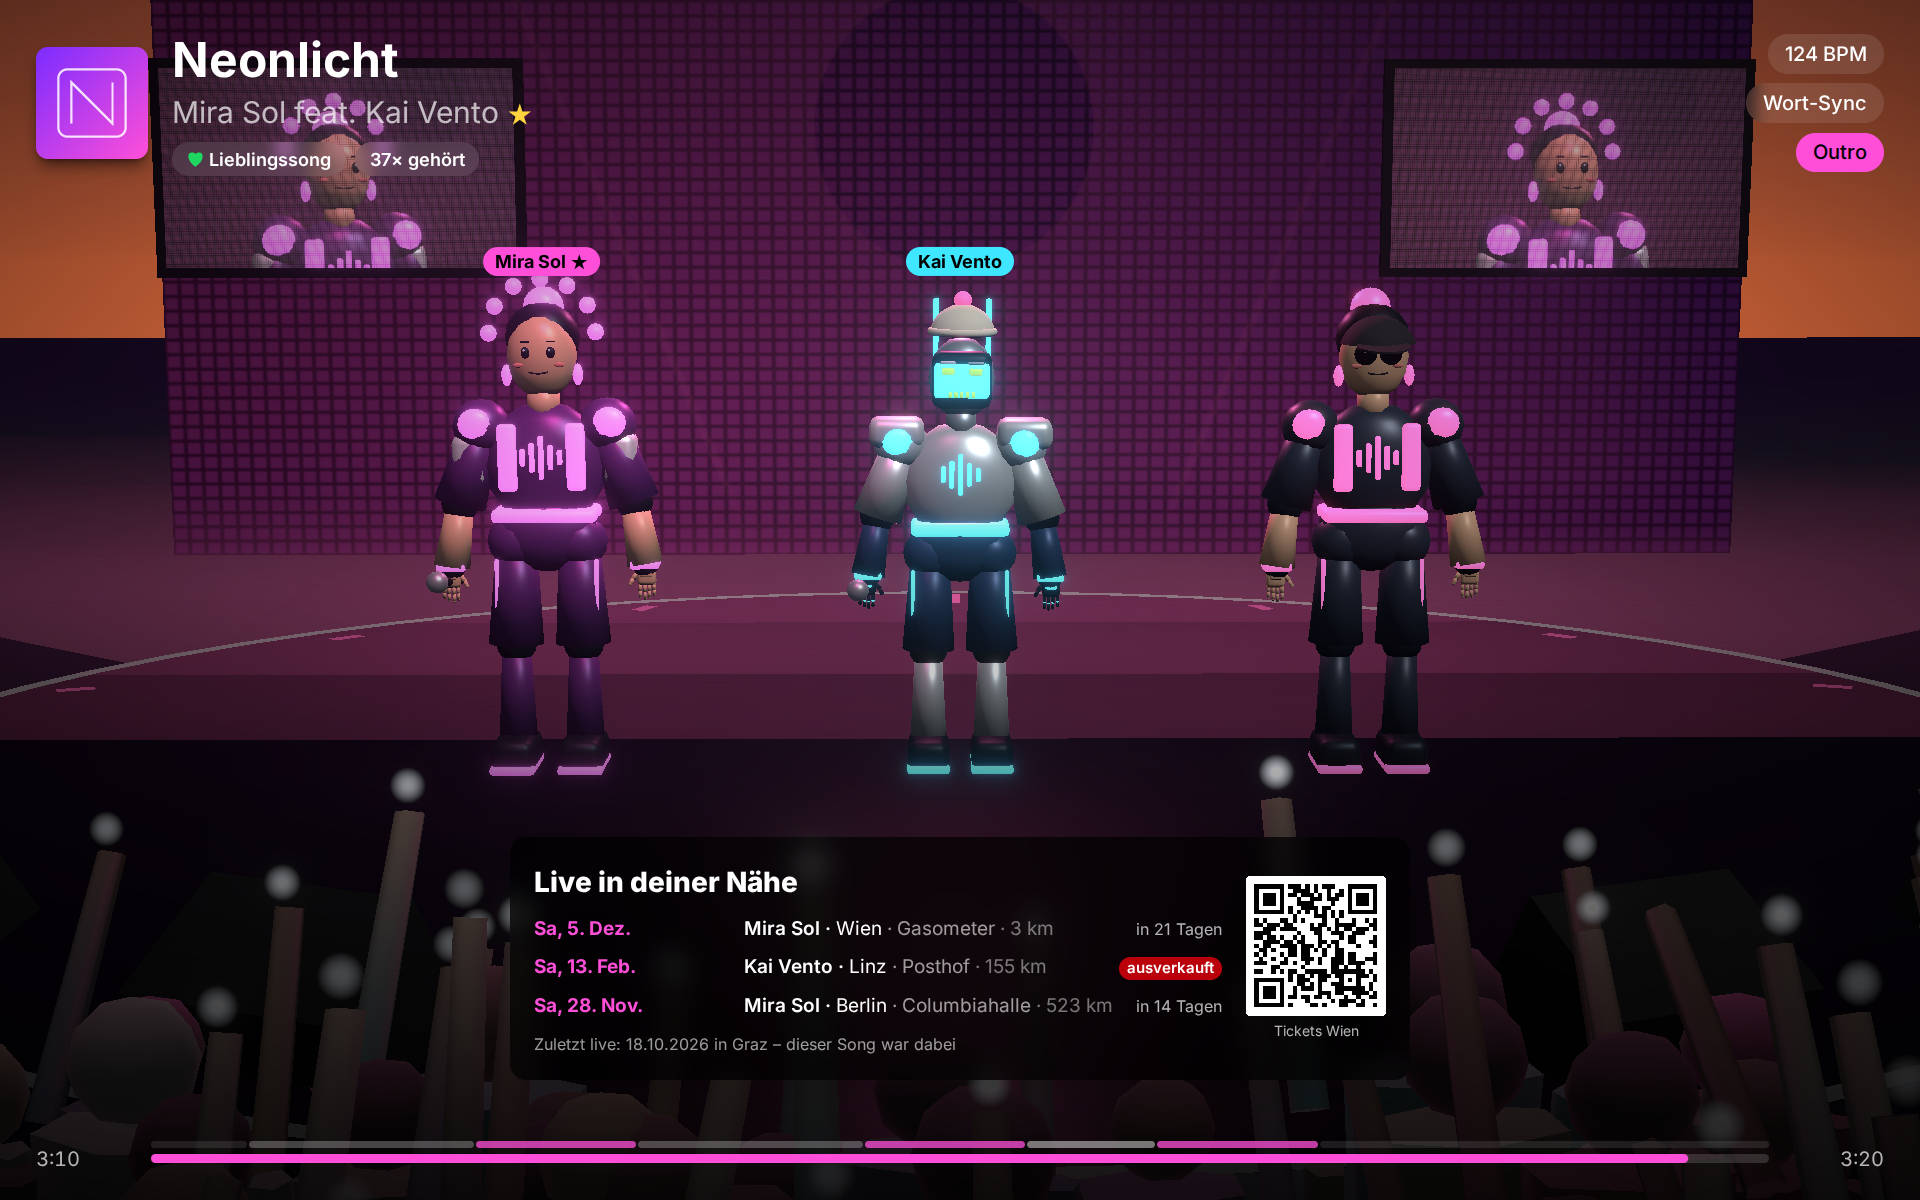 N
Neonlicht
Mira Sol feat. Kai Vento ★
Lieblingssong 37× gehört
124 BPM
Wort-Sync
Outro
Mira Sol ★
Kai Vento
Live in deiner Nähe
Sa, 5. Dez. Mira Sol · Wien · Gasometer · 3 km in 21 Tagen
Sa, 13. Feb. Kai Vento · Linz · Posthof · 155 km ausverkauft
Sa, 28. Nov. Mira Sol · Berlin · Columbiahalle · 523 km in 14 Tagen
Zuletzt live: 18.10.2026 in Graz – dieser Song war dabei
Tickets Wien
3:10
3:20